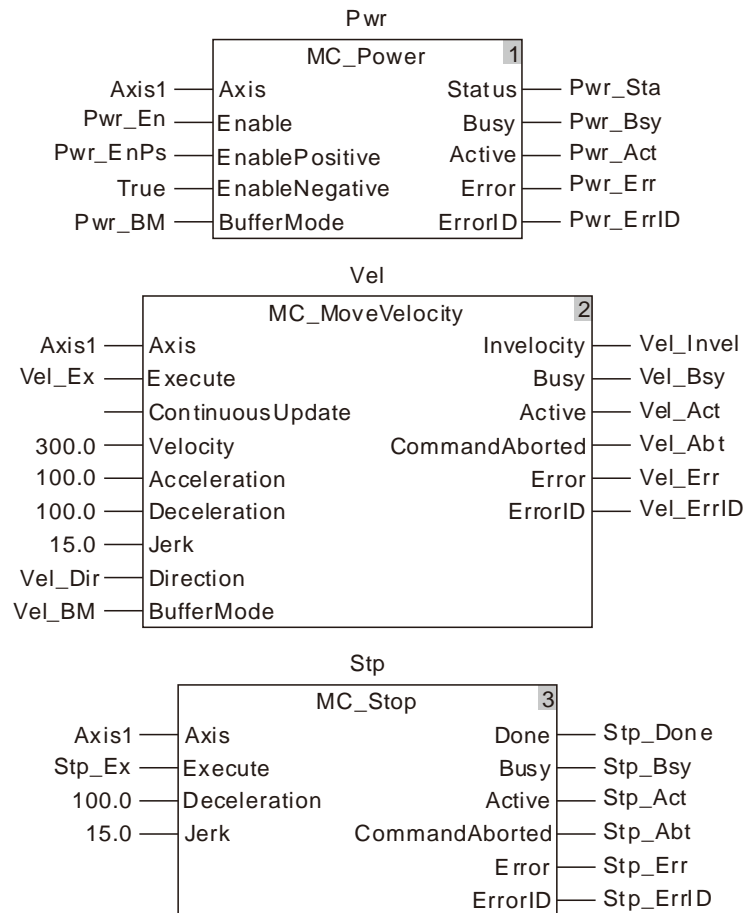 Pwr
MC_Power 1
Axis1 Axis Status Pwr_Sta
Pwr_En Enable Busy Pwr_Bsy
Pwr_EnPs EnablePositive Active Pwr_Act
True EnableNegative Error Pwr_Err
Pwr_BM BufferMode ErrorID Pwr_ErrID
Vel
MC_MoveVelocity 2
Axis1 Axis Invelocity Vel_Invel
Vel_Ex Execute Busy Vel_Bsy
ContinuousUpdate Active Vel_Act
300.0 Velocity CommandAborted Vel_Abt
100.0 Acceleration Error Vel_Err
100.0 Deceleration ErrorID Vel_ErrID
15.0 Jerk
Vel_Dir Direction
Vel_BM BufferMode
Stp
MC_Stop 3
Axis1 Axis Done Stp_Done
Stp_Ex Execute Busy Stp_Bsy
100.0 Deceleration Active Stp_Act
15.0 Jerk CommandAborted Stp_Abt
Error Stp_Err
ErrorID Stp_ErrID